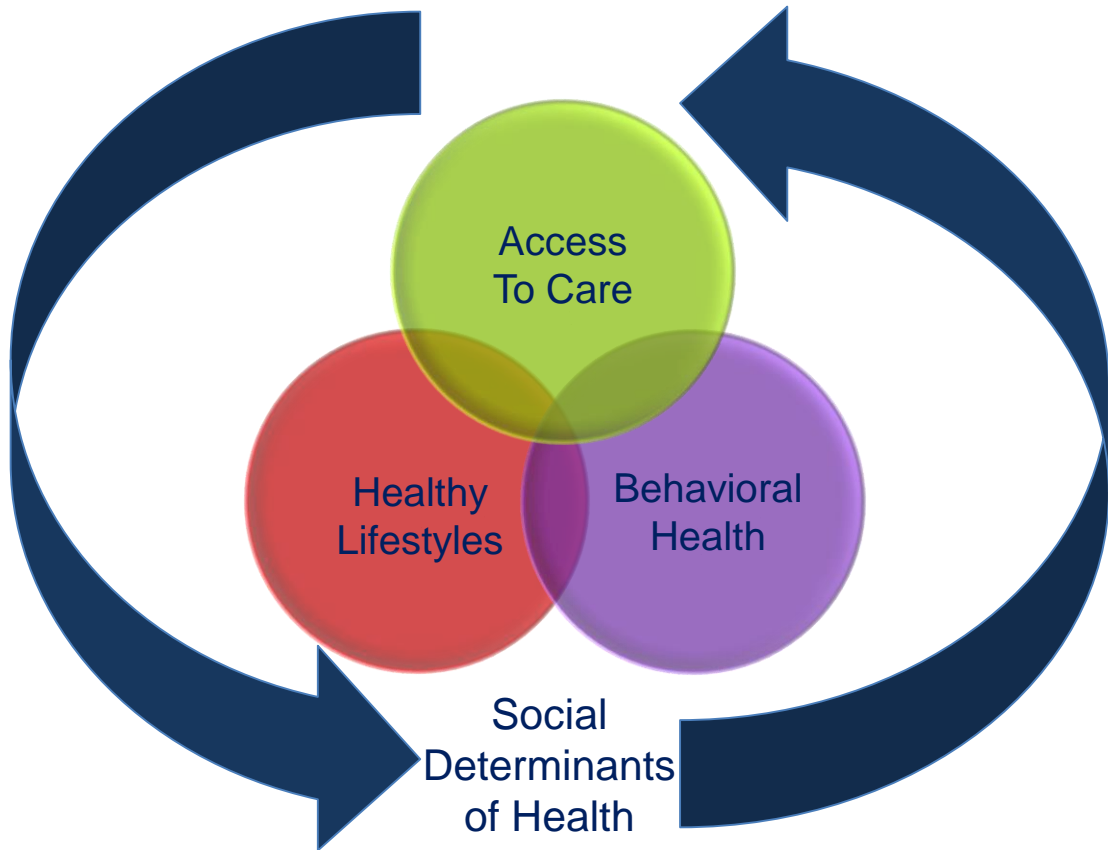 Access
To Care
Healthy
Lifestyles
Behavioral
Health
Social
Determinants
of Health